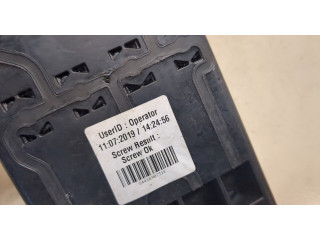 UserID : Operator
11:07:2019 / 14:24:56
Screw Result :
Screw Ok